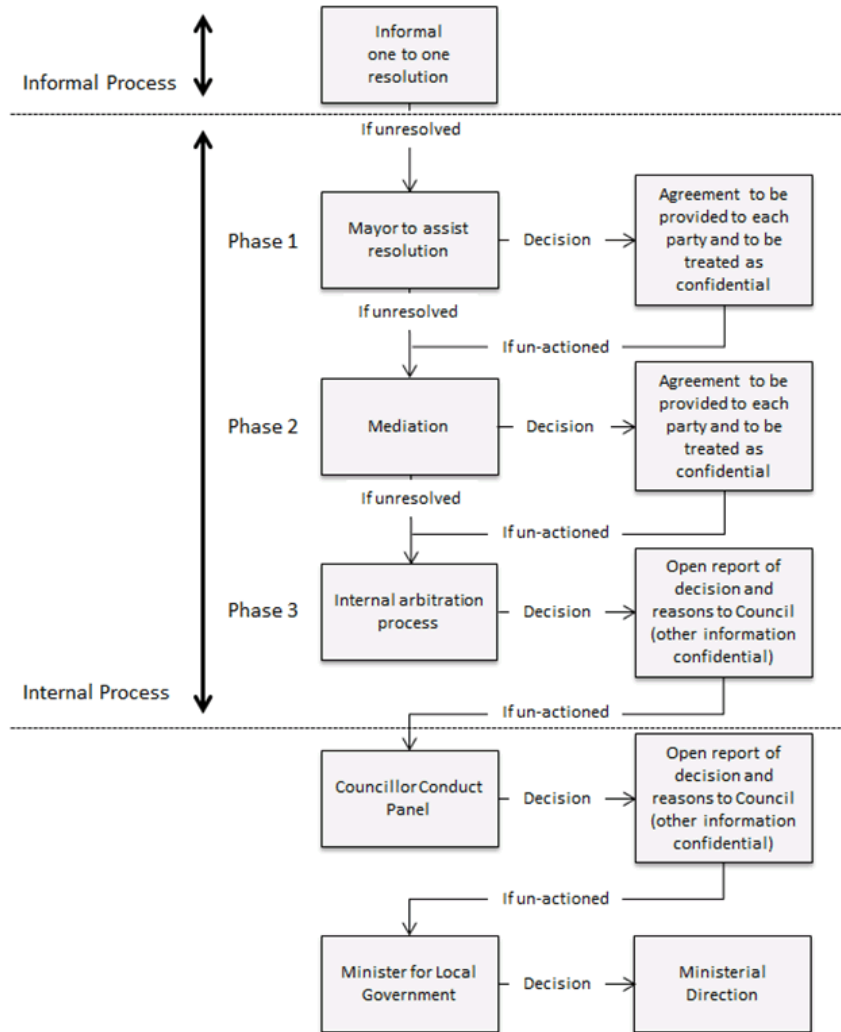 Informal
one to one
resolution
Informal Process
If unresolved
Phase 1
Mayor to assist
resolution
Decision
Agreement to be
provided to each
party and to be
treated as
confidential
If unresolved
If un-actioned
Phase 2
Mediation
Decision
Agreement to be
provided to each
party and to be
treated as
confidential
If unresolved
If un-actioned
Phase 3
Internal arbitration
process
Decision
Open report of
decision and
reasons to Council
(other information
confidential)
Internal Process
If un-actioned
Councillor Conduct
Panel
Decision
Open report of
decision and
reasons to Council
(other information
confidential)
If un-actioned
Minister for Local
Government
Decision
Ministerial
Direction